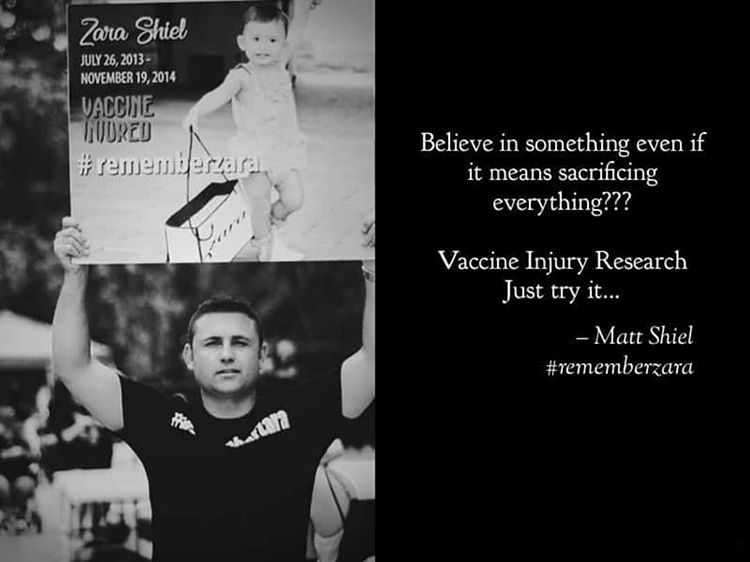 Zara Shiel
JULY 26, 2013 -
NOVEMBER 19, 2014
VACCINE
INJURED
#rememberzara
zara
Believe in something even if
it means sacrificing
everything???
Vaccine Injury Research
Just try it...
– Matt Shiel
#rememberzara